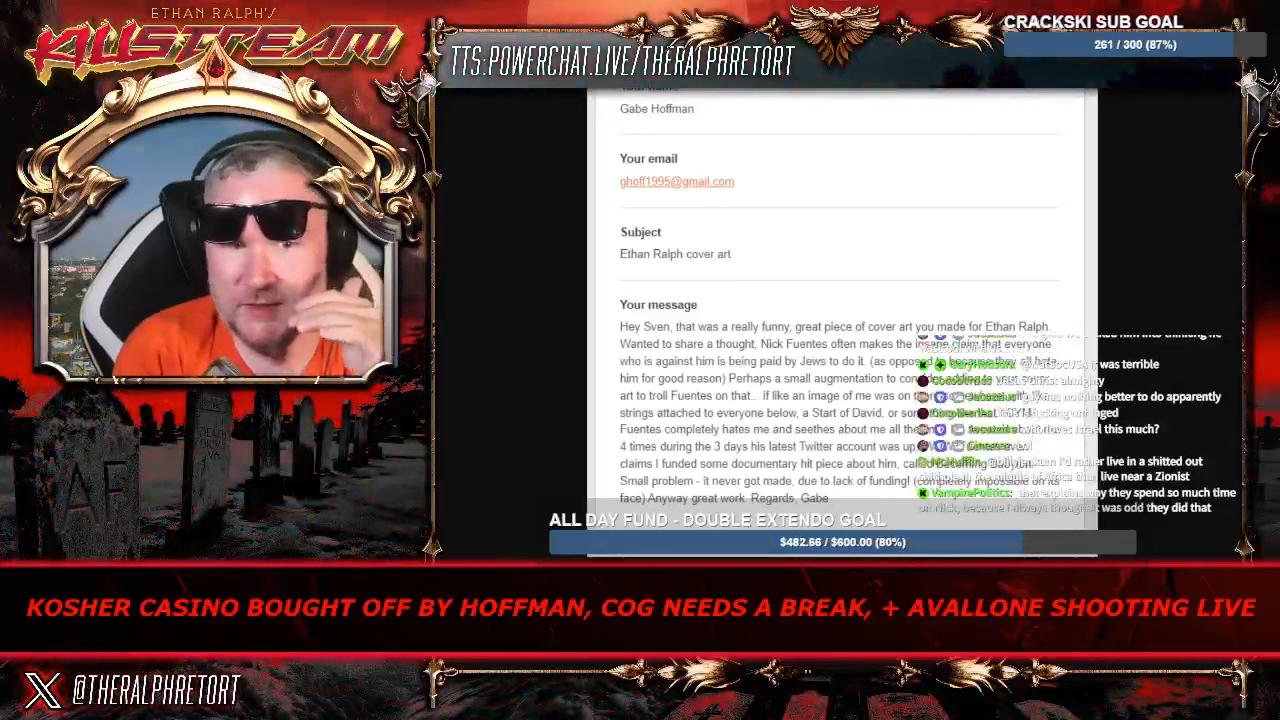 ETHAN RALPH'S
KILLSTREAM
TTS:POWERCHAT.LIVE/THERALPHRETORT
CRACKSKI SUB GOAL
261 / 300 (87%)
Gabe Hoffman
Your email
ghoff1995@gmail.com
Subject
Ethan Ralph cover art
Your message
Hey Sven, that was a really funny, great piece of cover art you made for Ethan Ralph.
Wanted to share a thought, Nick Fuentes often makes the insane claim that everyone
who is against him is being paid by Jews to do it. (as opposed to because they all hate
him for good reason) Perhaps a small augmentation to
art to troll Fuentes on that... if like an image of me was on
strings attached to everyone below, a Start of David, or
Fuentes completely hates me and seethes about me all the
4 times during the 3 days his latest Twitter account was up
claims I funded some documentary hit piece about him,
Small problem - it never got made, due to lack of funding! (completely impossible on its
face) Anyway great work. Regards, Gabe
was terrible
nothing better to do apparently
loves Israel this much?
I'd rather live in a shitted out
that live near a
Zionist
VampirePolitics: that explains why they spend so much time
on Nick, because I always thought it was odd they did that
ALL DAY FUND - DOUBLE EXTENDO GOAL
$482.66 / $600.00 (80%)
AF
KOSHER CASINO BOUGHT OFF BY HOFFMAN, COG NEEDS A BREAK, + AVALLONE SHOOTING LIVE
X @THERALPHRETORT